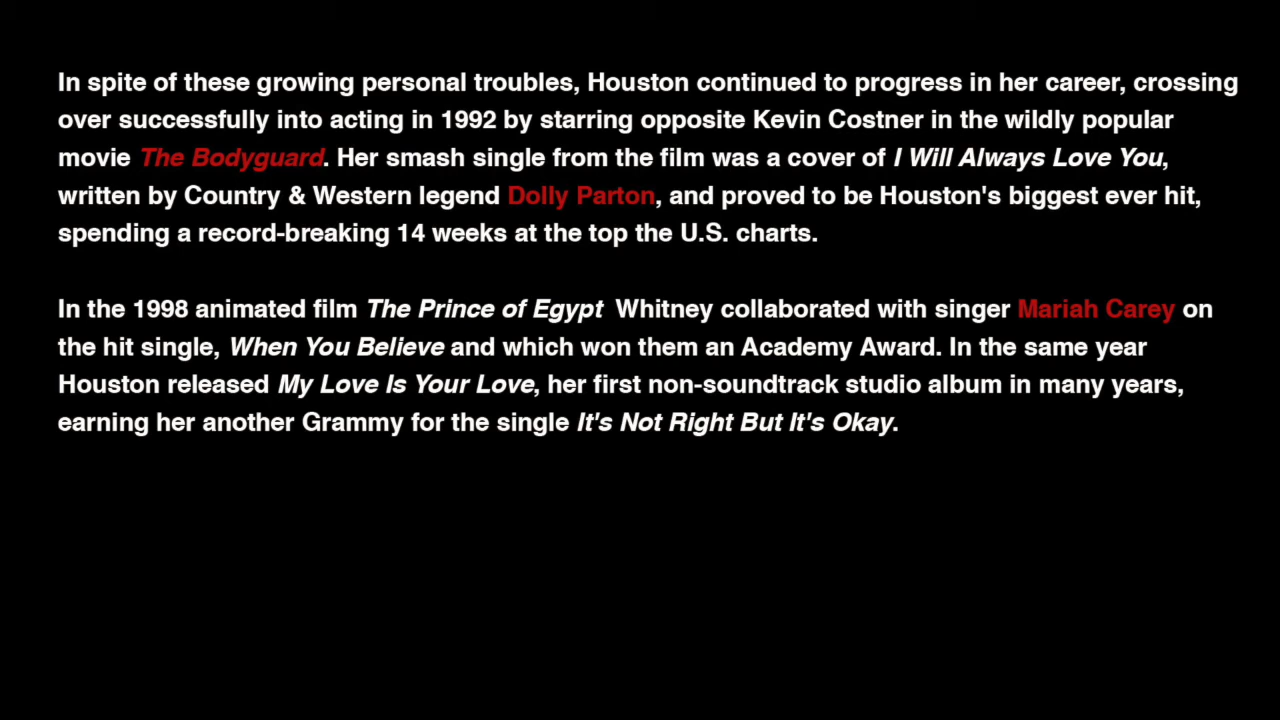 In spite of these growing personal troubles, Houston continued to progress in her career, crossing
over successfully into acting in 1992 by starring opposite Kevin Costner in the wildly popular
movie The Bodyguard. Her smash single from the film was a cover of I Will Always Love You,
written by Country & Western legend Dolly Parton, and proved to be Houston's biggest ever hit,
spending a record-breaking 14 weeks at the top the U.S. charts.
In the 1998 animated film The Prince of Egypt Whitney collaborated with singer Mariah Carey on
the hit single, When You Believe and which won them an Academy Award. In the same year
Houston released My Love Is Your Love, her first non-soundtrack studio album in many years,
earning her another Grammy for the single It's Not Right But It's Okay.